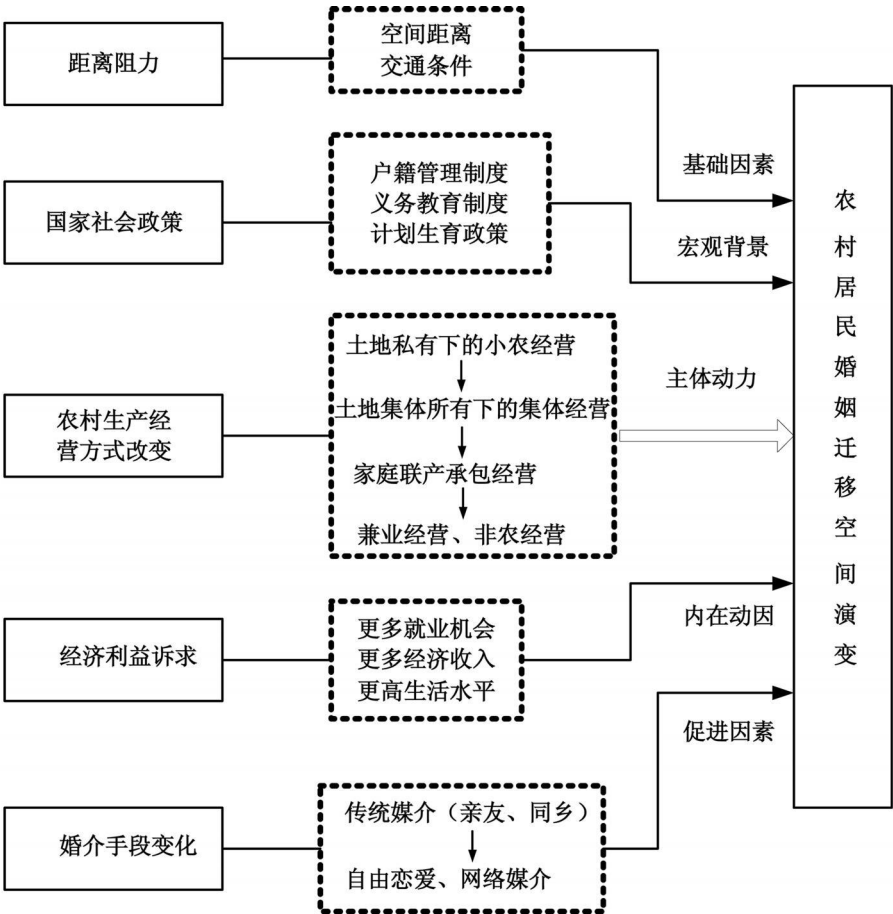 距离阻力
空间距离
交通条件
基础因素
国家社会政策
户籍管理制度
义务教育制度
计划生育政策
宏观背景
农村生产经
营方式改变
土地私有下的小农经营
土地集体所有下的集体经营
家庭联产承包经营
兼业经营、非农经营
主体动力
经济利益诉求
更多就业机会
更多经济收入
更高生活水平
内在动因
婚介手段变化
传统媒介（亲友、同乡）
自由恋爱、网络媒介
促进因素
农村居民婚姻迁移空间演变